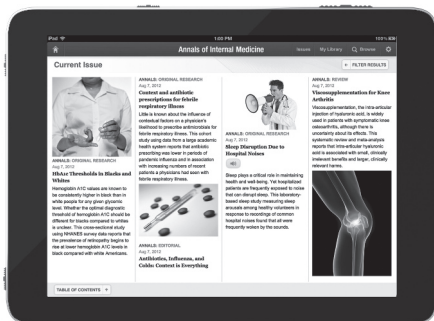 iPad
1:20 PM
100%
Annals of Internal Medicine
Issues
My Library
Browse
Current Issue
+ FILTER RESULTS
ANNALS: ORIGINAL RESEARCH
Aug 7, 2012
HbA1c Thresholds in Blacks and
Whites
Hemoglobin A1C values are known to
be consistently higher in black than in
white people for any given glycemic
level. Whether the optimal diagnostic
threshold of hemoglobin A1C should be
different for blacks compared to whites
is unclear. This cross-sectional study
using NHANES survey data reports that
the prevalence of retinopathy begins to
rise at lower hemoglobin A1C levels in
black compared with white Americans.
ANNALS: ORIGINAL RESEARCH
Aug 7, 2012
Context and antibiotic
prescriptions for febrile
respiratory illness
Little is known about the influence of
contextual factors on a physician's
likelihood to prescribe antimicrobials for
febrile respiratory illness. This cohort
study using data from a large academic
health system reports that antibiotic
prescribing was lower in periods of
pandemic influenza and in association
with increasing numbers of recent
patients a physician had seen with
febrile respiratory illness.
ANNALS: EDITORIAL
Aug 7, 2012
Antibiotics, Influenza, and
Colds: Context is Everything
ANNALS: ORIGINAL RESEARCH
Aug 7, 2012
Sleep Disruption Due to
Hospital Noises
Sleep plays a critical role in maintaining
health and well-being. Yet hospitalized
patients are frequently exposed to noise
that can disrupt sleep. This laboratory-
based sleep study measuring sleep
arousals among healthy volunteers in
response to recordings of common
hospital noises found that all were
frequently woken by the sounds.
ANNALS: REVIEW
Aug 7, 2012
Viscosupplementation for Knee
Arthritis
Viscosupplementation, the intra-articular
injection of hyaluronic acid, is widely
used in patients with symptomatic knee
osteoarthritis, although there is
uncertainty about its effects. This
systematic review and meta-analysis
reports that intra-articular hyaluronic
acid is associated with small, clinically
irrelevant benefits and larger, clinically
relevant harms.
TABLE OF CONTENTS +